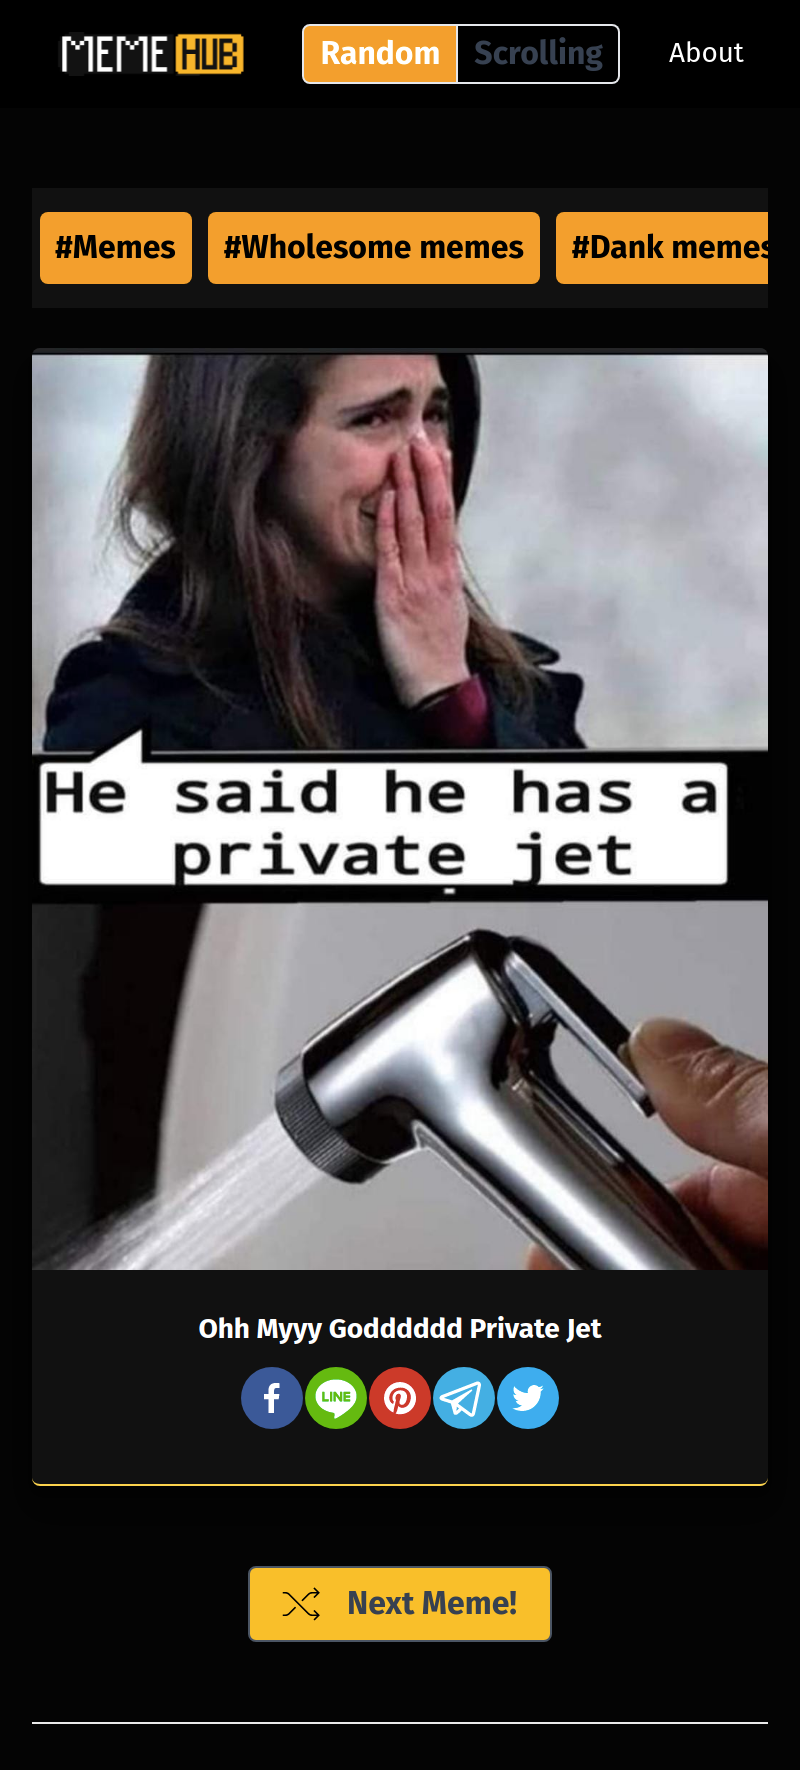 MEME HUB
Random
Scrolling
About
#Memes
#Wholesome memes
#Dank memes
He said he has a
private jet
Ohh Myyy Godddddd Private Jet
LINE
Next Meme!